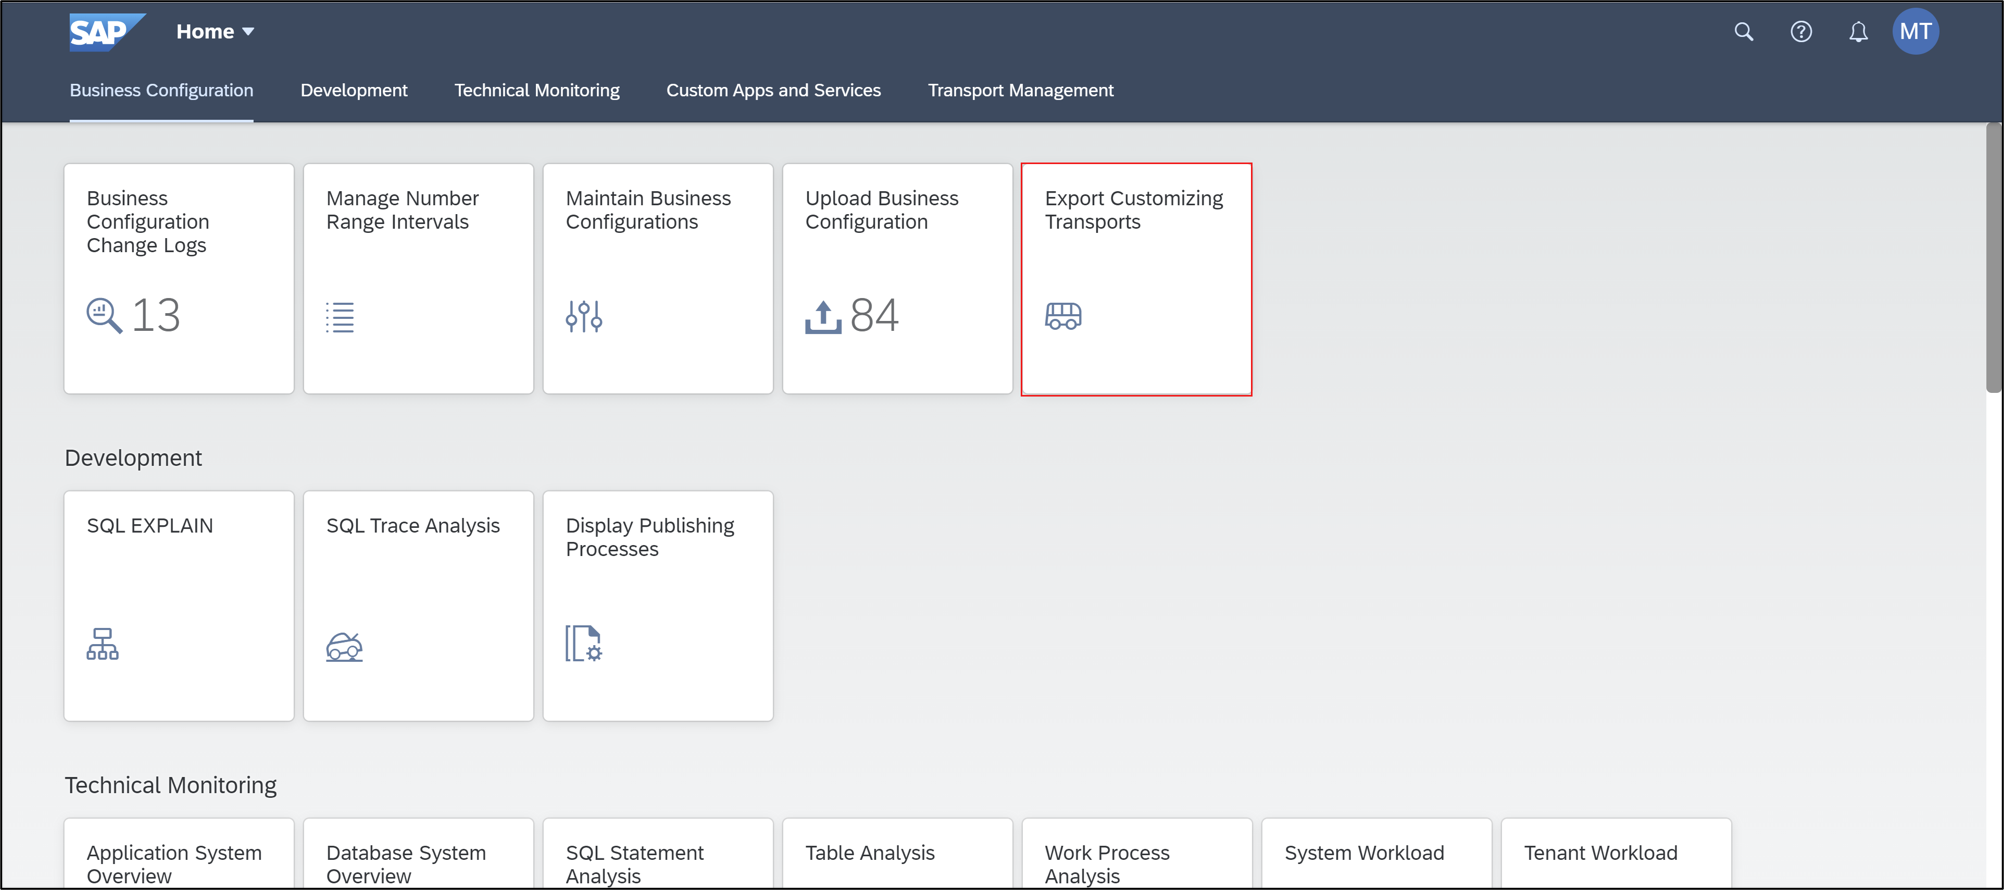 SAP Home
MT
Business Configuration Development Technical Monitoring Custom Apps and Services Transport Management
Business
Configuration
Change Logs
13
Manage Number
Range Intervals
Maintain Business
Configurations
Upload Business
Configuration
84
Export Customizing
Transports
Development
SQL EXPLAIN
SQL Trace Analysis
Display Publishing
Processes
Technical Monitoring
Application System
Overview
Database System
Overview
SQL Statement
Analysis
Table Analysis
Work Process
Analysis
System Workload
Tenant Workload